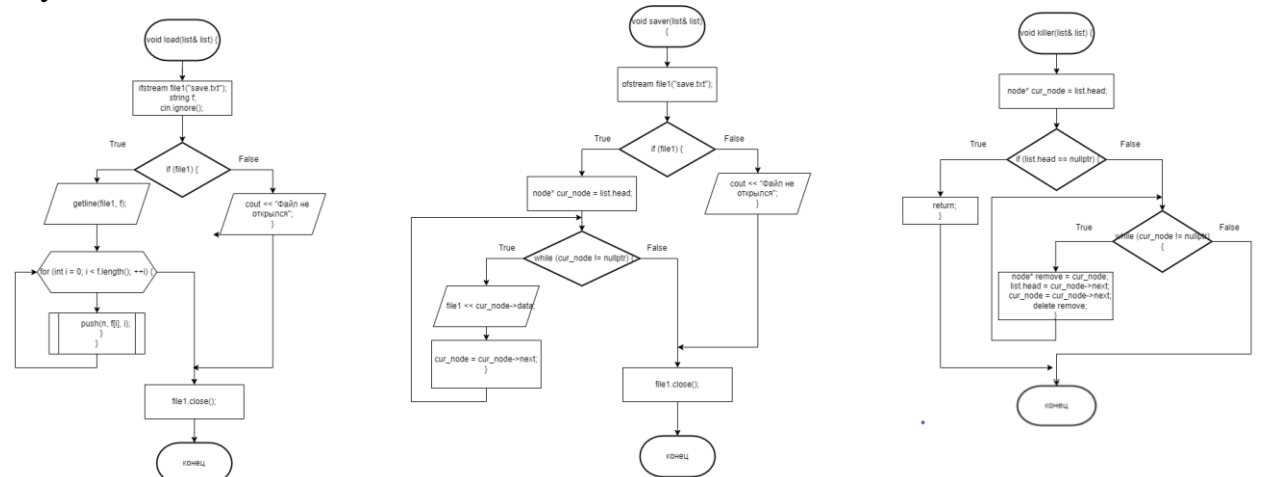 void load(list& list) {
ifstream file1("save.txt");
string f;
cin.ignore();
True
if (file1) {
False
getline(file1, f);
cout << "Файл не
открылся";
}
for (int i = 0; i < f.length(); ++i) {
push(n, f[i], i);
}
}
file1.close();
конец
void saver(list& list)
{
ofstream file1("save.txt");
True
if (file1) {
False
node* cur_node = list.head;
cout << "Файл не
открылся";
}
True
while (cur_node != nullptr) {
False
file1 << cur_node->data;
cur_node = cur_node->next;
}
file1.close();
конец
void killer(list& list) {
node* cur_node = list.head;
True
if (list.head == nullptr) {
False
return;
}
True
while (cur_node != nullptr)
{
False
node* remove = cur_node;
list.head = cur_node->next;
cur_node = cur_node->next;
delete remove;
}
конец